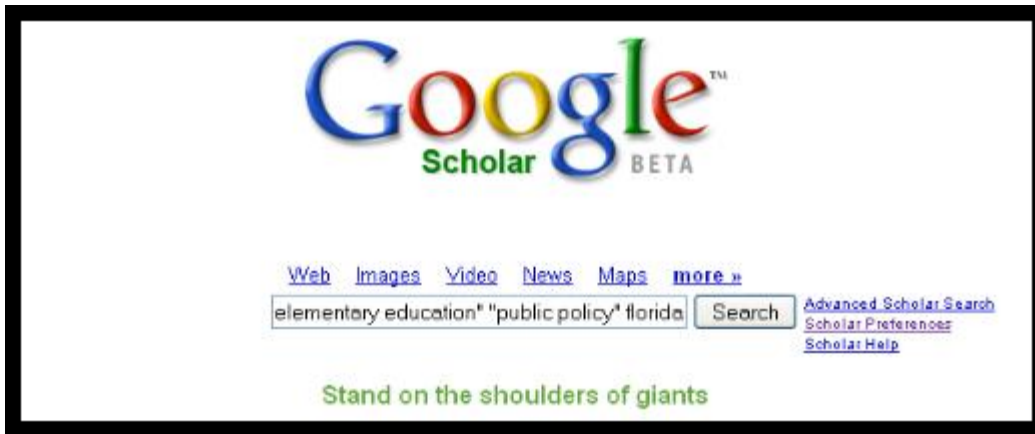 Google™
Scholar BETA
Web Images Video News Maps more »
elementary education" "public policy" florida Search
Advanced Scholar Search
Scholar Preferences
Scholar Help
Stand on the shoulders of giants